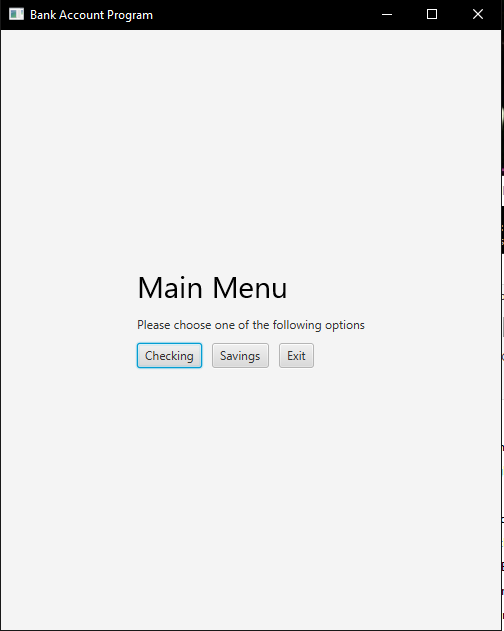 Bank Account Program
Main Menu
Please choose one of the following options
Checking Savings Exit